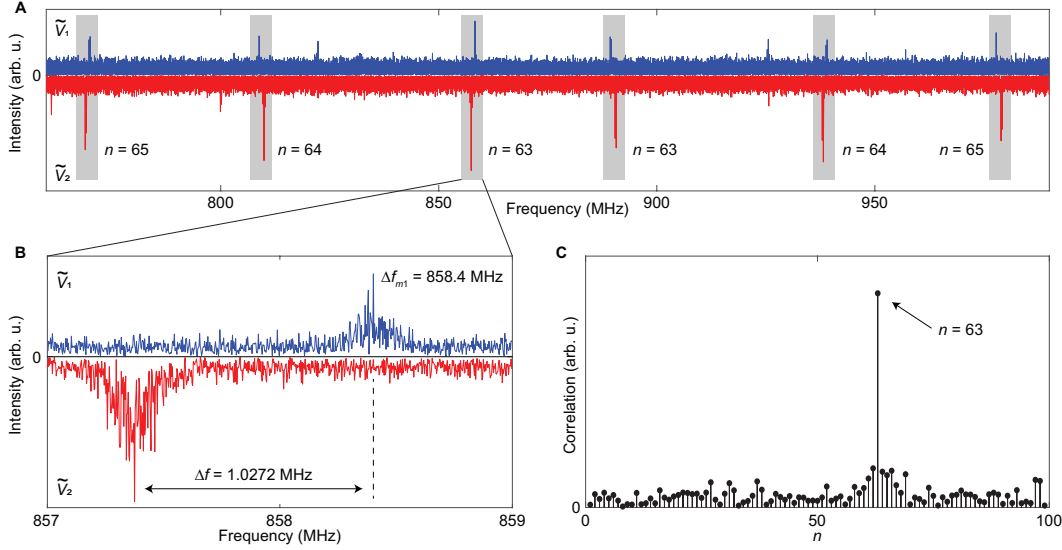 A
Ṽ₁
Intensity (arb. u.)
0
Ṽ₂
n = 65
n = 64
n = 63
n = 63
n = 64
n = 65
800
850
900
950
Frequency (MHz)
B
Ṽ₁
Δfₘ₁ = 858.4 MHz
Intensity (arb. u.)
0
Δf = 1.0272 MHz
Ṽ₂
857
858
859
Frequency (MHz)
C
n = 63
Correlation (arb. u.)
0
0
50
100
n